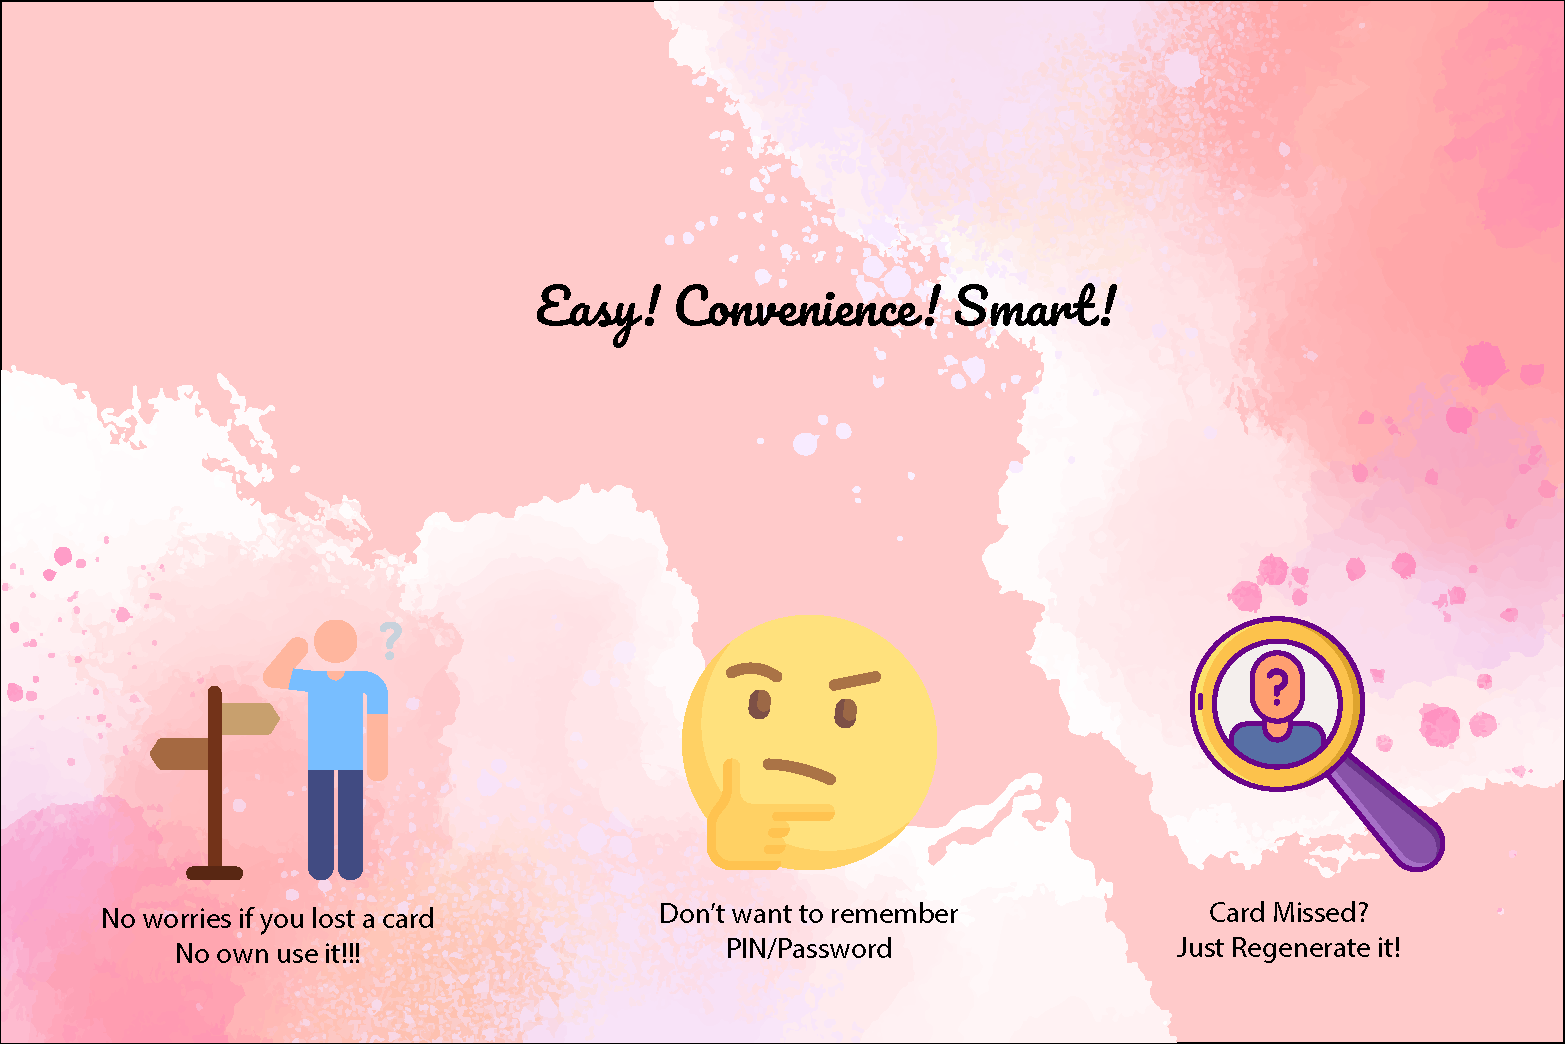 Easy! Convenience! Smart!
?
?
No worries if you lost a card
No own use it!!!
Don't want to remember
PIN/Password
Card Missed?
Just Regenerate it!